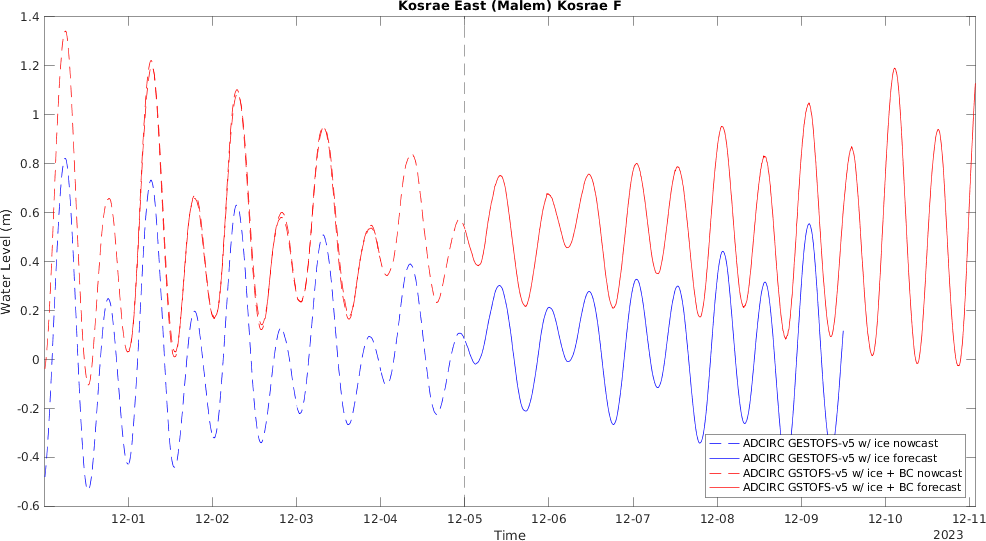 Kosrae East (Malem) Kosrae F
Water Level (m)
1.4
1.2
1
0.8
0.6
0.4
0.2
0
-0.2
-0.4
-0.6
ADCIRC GESTOFS-v5 w/ ice nowcast
ADCIRC GESTOFS-v5 w/ ice forecast
ADCIRC GSTOFS-v5 w/ ice + BC nowcast
ADCIRC GSTOFS-v5 w/ ice + BC forecast
12-01 12-02 12-03 12-04 12-05 12-06 12-07 12-08 12-09 12-10 12-11
Time
2023